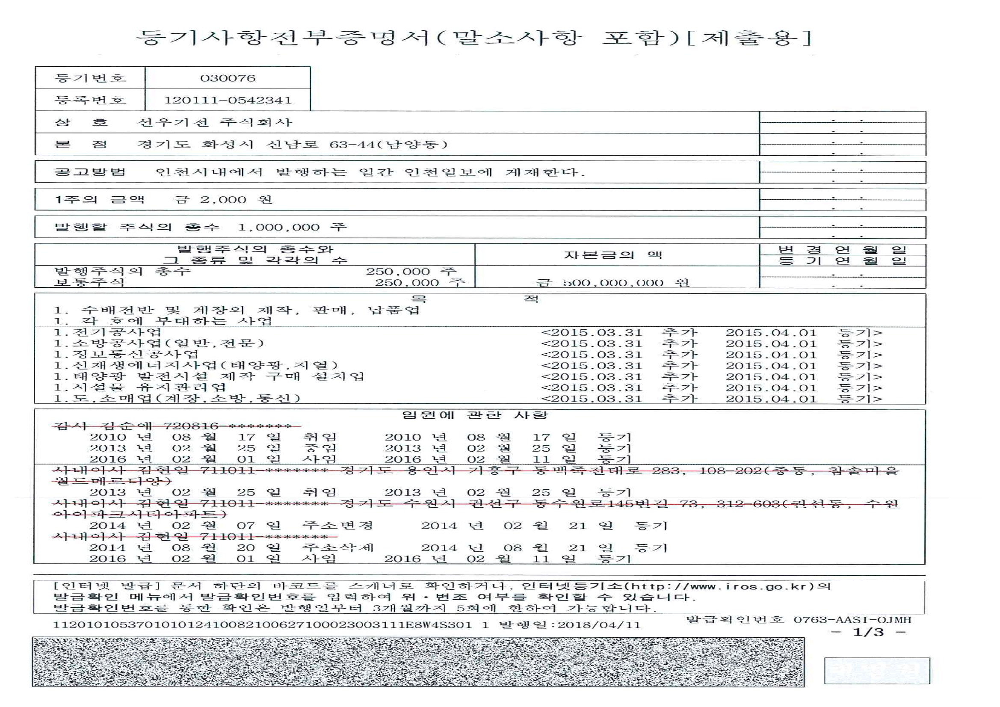 등기사항전부증명서(말소사항 포함)[제출용]
등기번호 030076
등록번호 120111-0542341
상 호 선우기전 주식회사 . .
. .
본 점 경기도 화성시 신남로 63-44(남양동) . .
. .
공고방법 인천시내에서 발행하는 일간 인천일보에 게재한다. . .
. .
1주의 금액 금 2,000 원 . .
. .
발행할 주식의 총수 1,000,000 주 . .
. .
발행주식의 총수와 그 종류 및 각각의 수 자본금의 액 변 경 연 월 일
등 기 연 월 일
발행주식의 총수 250,000 주 . .
보통주식 250,000 주 금 500,000,000 원 . .
목 적
1. 수배전반 및 계장의 제작, 판매, 납품업
1. 각 호에 부대하는 사업
1.전기공사업 <2015.03.31 추가 2015.04.01 등기>
1.소방공사업(일반,전문) <2015.03.31 추가 2015.04.01 등기>
1.정보통신공사업 <2015.03.31 추가 2015.04.01 등기>
1.신재생에너지사업(태양광,지열) <2015.03.31 추가 2015.04.01 등기>
1.태양광 발전시설 제작 구매 설치업 <2015.03.31 추가 2015.04.01 등기>
1.시설물 유지관리업 <2015.03.31 추가 2015.04.01 등기>
1.도,소매업(계장,소방,통신) <2015.03.31 추가 2015.04.01 등기>
임원에 관한 사항
감사 김순애 720816-*******
2010 년 08 월 17 일 취임 2010 년 08 월 17 일 등기
2013 년 02 월 25 일 중임 2013 년 02 월 25 일 등기
2016 년 02 월 01 일 사임 2016 년 02 월 11 일 등기
사내이사 김현일 711011-******* 경기도 용인시 기흥구 동백죽전대로 283, 108-202(중동, 참솔마을
월드메르디앙)
2013 년 02 월 25 일 취임 2013 년 02 월 25 일 등기
사내이사 김현일 711011-******* 경기도 수원시 권선구 동수원로145번길 73, 312-603(권선동, 수원
아이파크시티아파트)
2014 년 02 월 07 일 주소변경 2014 년 02 월 21 일 등기
사내이사 김현일 711011-*******
2014 년 08 월 20 일 주소삭제 2014 년 08 월 21 일 등기
2016 년 02 월 01 일 사임 2016 년 02 월 11 일 등기
[인터넷 발급] 문서 하단의 바코드를 스캐너로 확인하거나, 인터넷등기소(http://www.iros.go.kr)의
발급확인 메뉴에서 발급확인번호를 입력하여 위·변조 여부를 확인할 수 있습니다.
발급확인번호를 통한 확인은 발행일부터 3개월까지 5회에 한하여 가능합니다.
발급확인번호 0763-AASI-OJMH
11201010537010101241008210062710002300311​1E8W4S301 1 발행일:2018/04/11
- 1/3 -